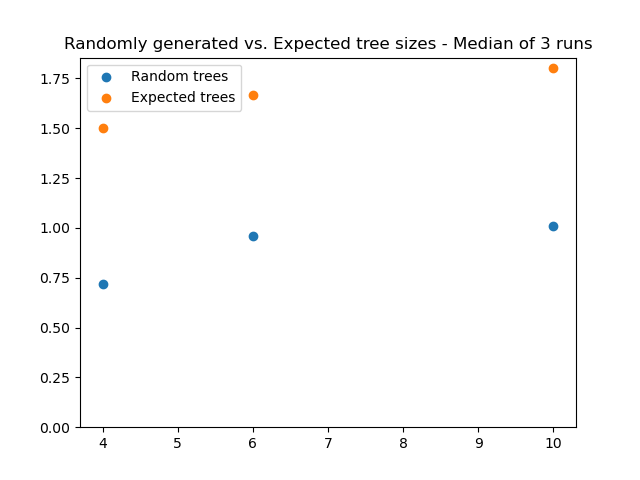 Randomly generated vs. Expected tree sizes - Median of 3 runs
Random trees
Expected trees
1.75
1.50
1.25
1.00
0.75
0.50
0.25
0.00
4 5 6 7 8 9 10